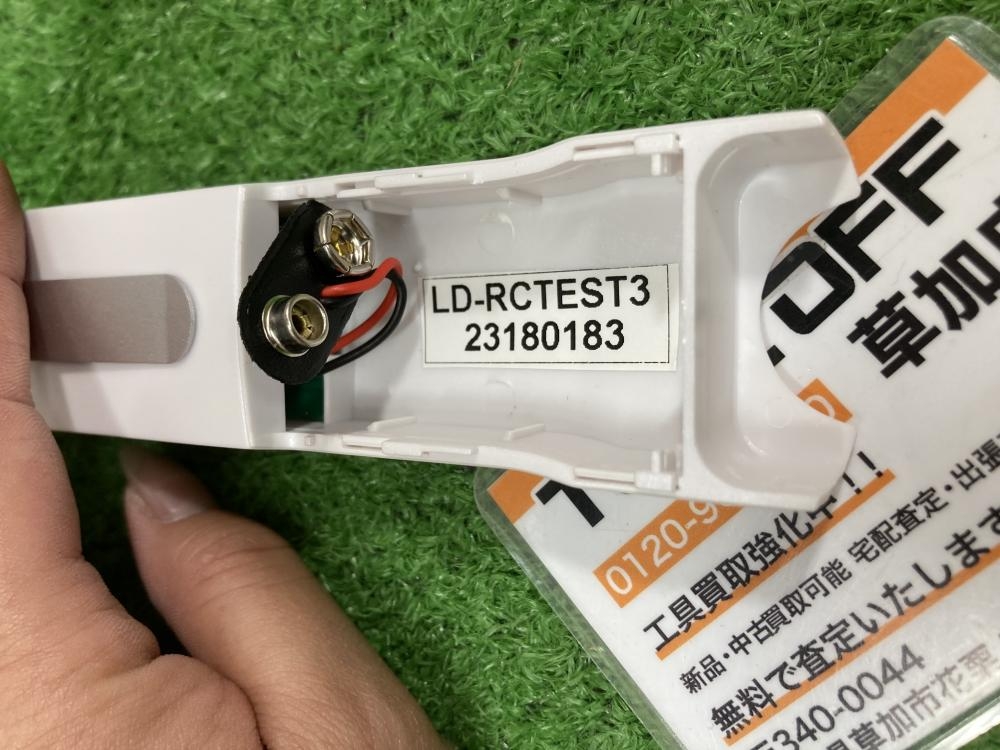 LD-RCTEST3
23180183
OFF
草加
0120-9
工具買取強化中!!
新品・中古買取可能 宅配査定・出張
無料で査定いたします
340-0044
草加市花栗